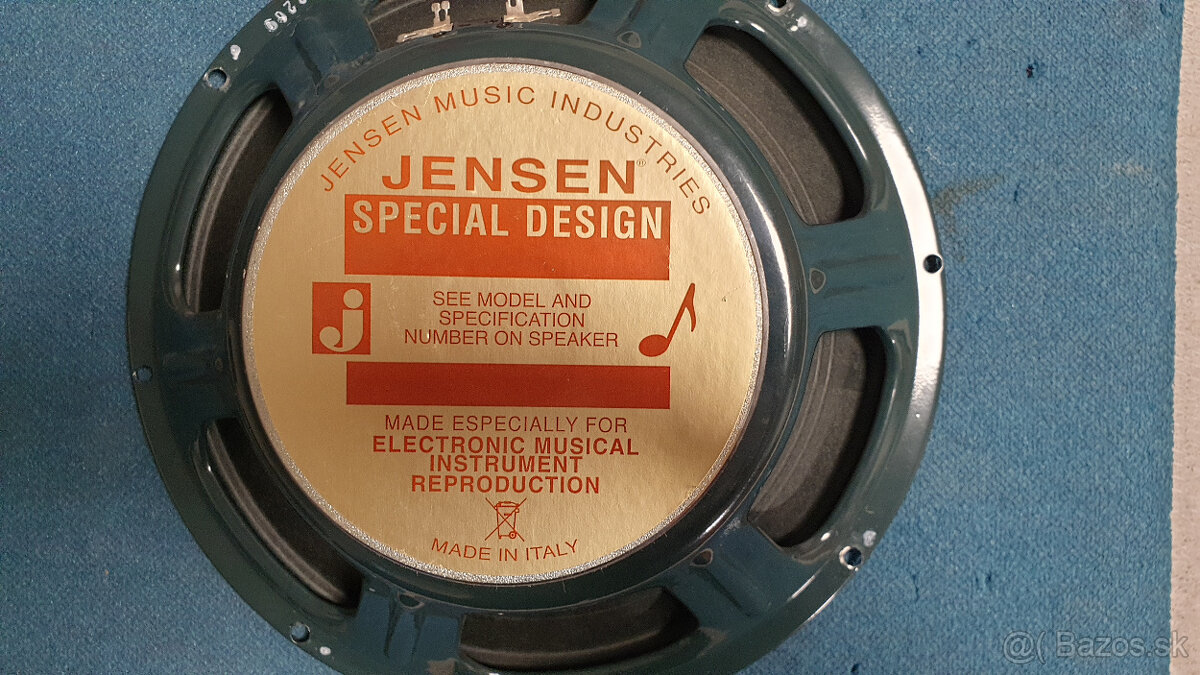 JENSEN MUSIC INDUSTRIES
JENSEN®
SPECIAL DESIGN
j
SEE MODEL AND
SPECIFICATION
NUMBER ON SPEAKER
MADE ESPECIALLY FOR
ELECTRONIC MUSICAL
INSTRUMENT
REPRODUCTION
MADE IN ITALY
@( Bazos.sk